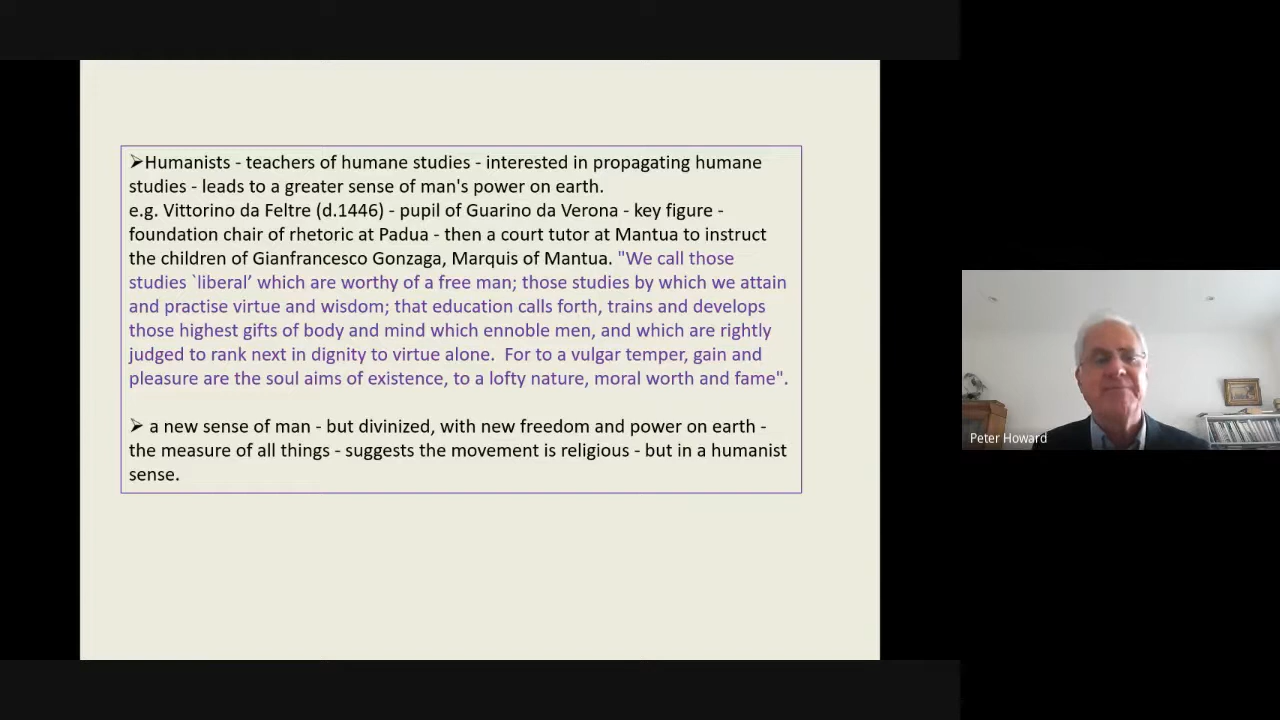 ➢Humanists - teachers of humane studies - interested in propagating humane
studies - leads to a greater sense of man's power on earth.
e.g. Vittorino da Feltre (d.1446) - pupil of Guarino da Verona - key figure -
foundation chair of rhetoric at Padua - then a court tutor at Mantua to instruct
the children of Gianfrancesco Gonzaga, Marquis of Mantua. "We call those
studies `liberal’ which are worthy of a free man; those studies by which we attain
and practise virtue and wisdom; that education calls forth, trains and develops
those highest gifts of body and mind which ennoble men, and which are rightly
judged to rank next in dignity to virtue alone.  For to a vulgar temper, gain and
pleasure are the soul aims of existence, to a lofty nature, moral worth and fame".
➢ a new sense of man - but divinized, with new freedom and power on earth -
the measure of all things - suggests the movement is religious - but in a humanist
sense.
Peter Howard